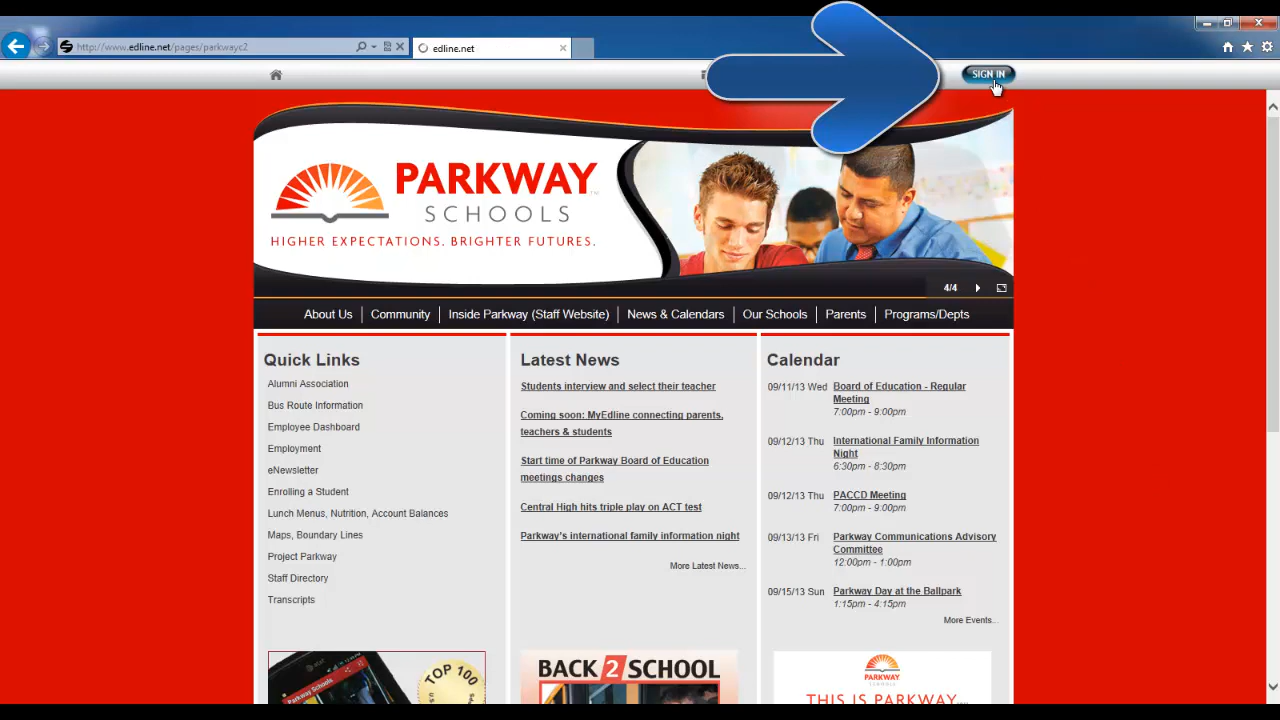 http://www.edline.net/pages/parkwayc2
edline.net
SIGN IN
PARKWAY
SCHOOLS
HIGHER EXPECTATIONS. BRIGHTER FUTURES.
4/4
About Us
Community
Inside Parkway (Staff Website)
News & Calendars
Our Schools
Parents
Programs/Depts
Quick Links
Alumni Association
Bus Route Information
Employee Dashboard
Employment
eNewsletter
Enrolling a Student
Lunch Menus, Nutrition, Account Balances
Maps, Boundary Lines
Project Parkway
Staff Directory
Transcripts
Latest News
Students interview and select their teacher
Coming soon: MyEdline connecting parents,
teachers & students
Start time of Parkway Board of Education
meetings changes
Central High hits triple play on ACT test
Parkway's international family information night
More Latest News...
Calendar
09/11/13 Wed Board of Education - Regular
Meeting
7:00pm - 9:00pm
09/12/13 Thu International Family Information
Night
6:30pm - 8:30pm
09/12/13 Thu PACCD Meeting
7:00pm - 9:00pm
09/13/13 Fri Parkway Communications Advisory
Committee
12:00pm - 1:00pm
09/15/13 Sun Parkway Day at the Ballpark
1:15pm - 4:15pm
More Events...
Parkway Schools
TOP 100
BACK 2 SCHOOL
PARKWAY
SCHOOLS
THIS IS PARKWAY